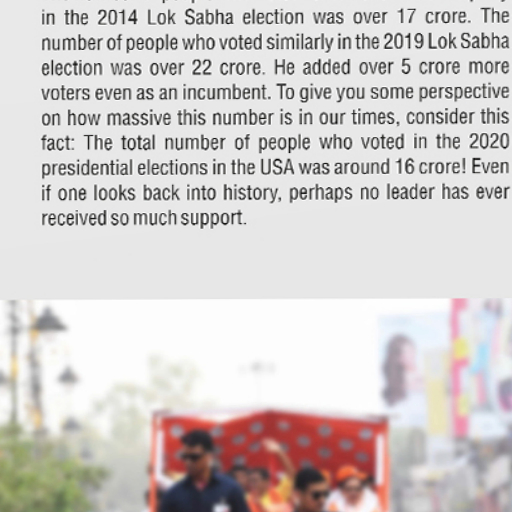 in the 2014 Lok Sabha election was over 17 crore. The
number of people who voted similarly in the 2019 Lok Sabha
election was over 22 crore. He added over 5 crore more
voters even as an incumbent. To give you some perspective
on how massive this number is in our times, consider this
fact: The total number of people who voted in the 2020
presidential elections in the USA was around 16 crore! Even
if one looks back into history, perhaps no leader has ever
received so much support.